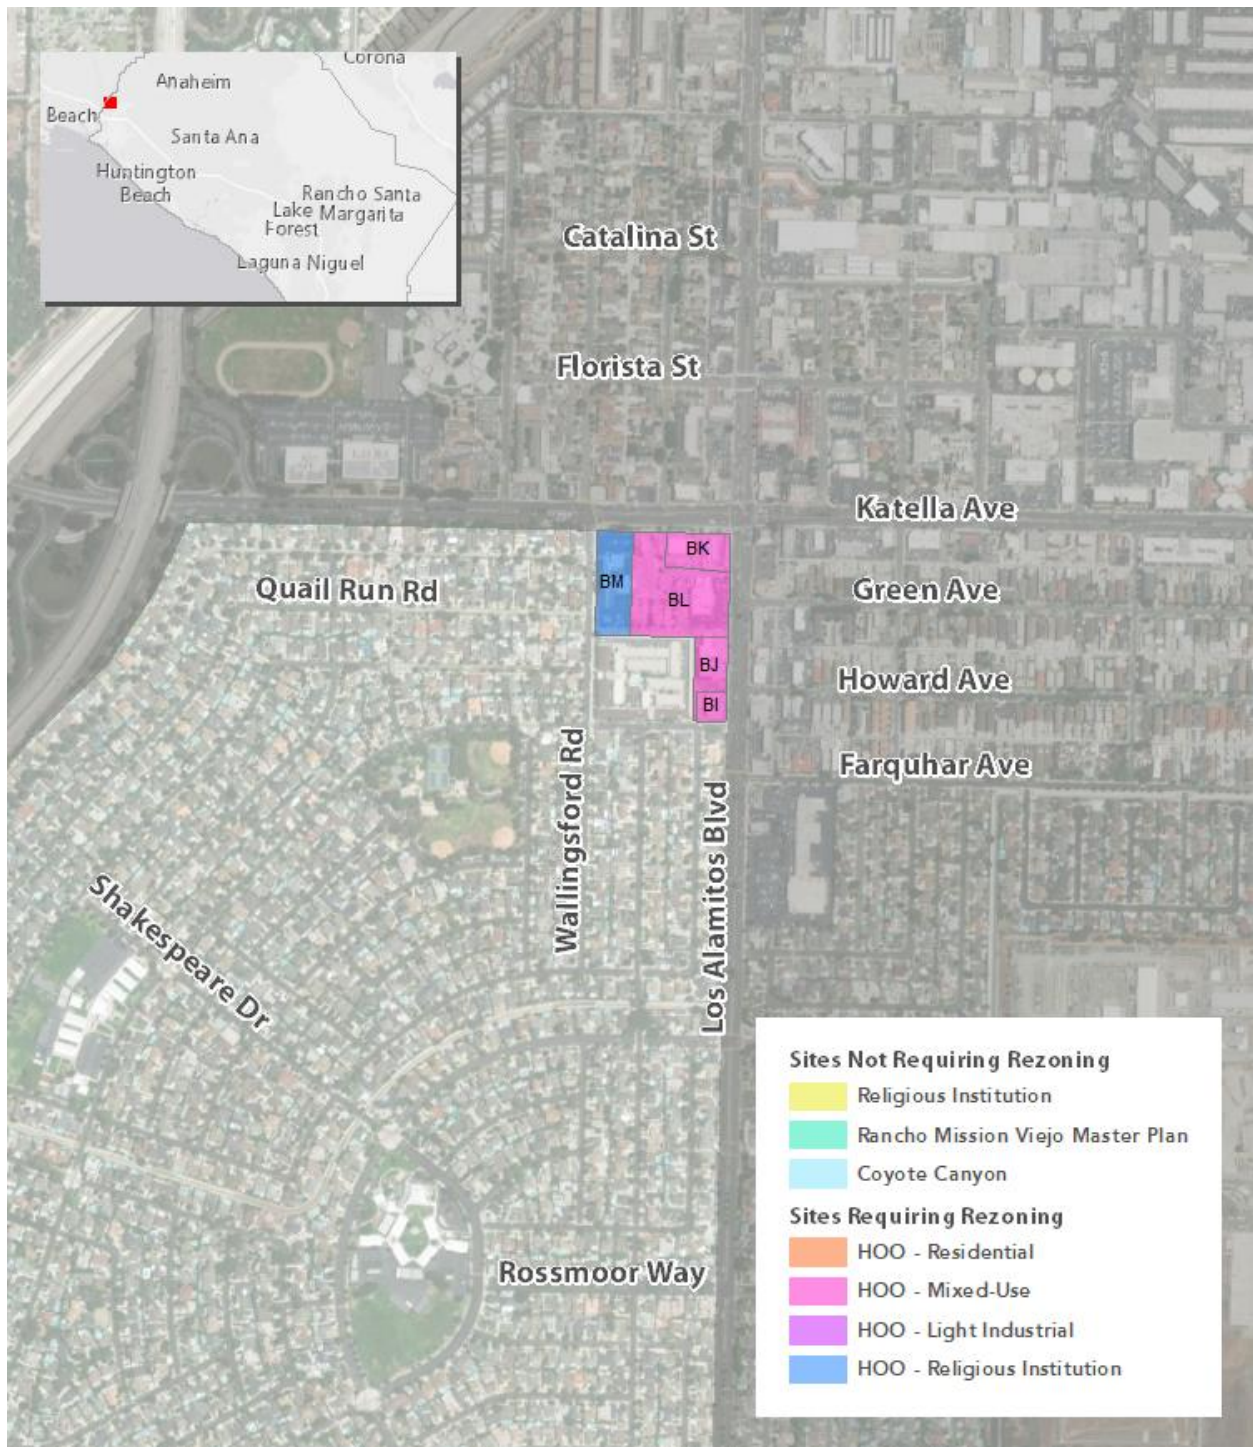 Corona
Anaheim
Beach
Santa Ana
Huntington
Beach
Rancho Santa
Lake Margarita
Forest
Laguna Niguel
Catalina St
Florista St
Katella Ave
Quail Run Rd
BK
BM
BL
Green Ave
BJ
Howard Ave
BI
Farquhar Ave
Wallingsford Rd
Los Alamitos Blvd
Shakespeare Dr
Rossmoor Way
Sites Not Requiring Rezoning
Religious Institution
Rancho Mission Viejo Master Plan
Coyote Canyon
Sites Requiring Rezoning
HOO - Residential
HOO - Mixed-Use
HOO - Light Industrial
HOO - Religious Institution